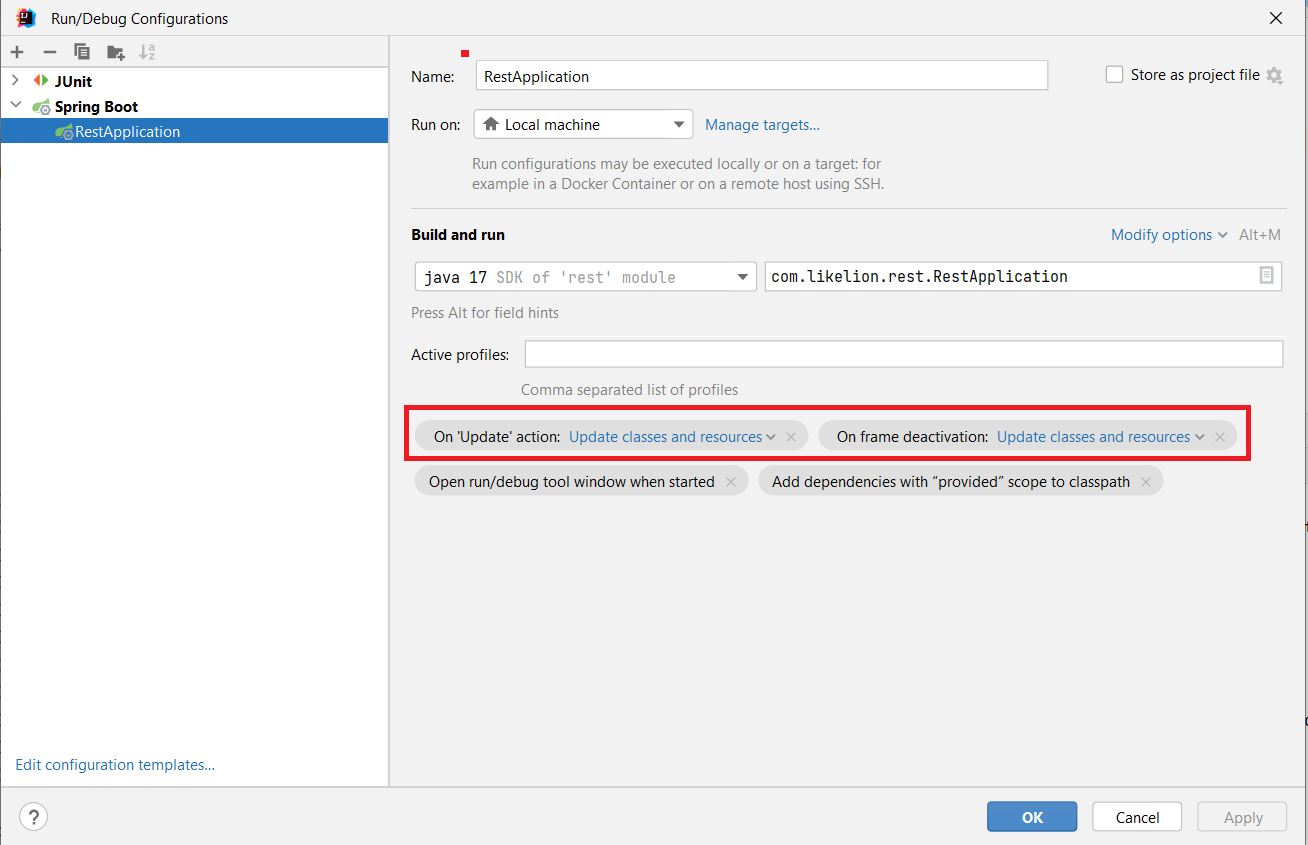 Run/Debug Configurations
JUnit
Spring Boot
RestApplication
Edit configuration templates...
Name: RestApplication
Store as project file
Run on: Local machine Manage targets...
Run configurations may be executed locally or on a target: for
example in a Docker Container or on a remote host using SSH.
Build and run
Modify options Alt+M
java 17 SDK of 'rest' module com.likelion.rest.RestApplication
Press Alt for field hints
Active profiles:
Comma separated list of profiles
On 'Update' action: Update classes and resources On frame deactivation: Update classes and resources
Open run/debug tool window when started Add dependencies with “provided” scope to classpath
? OK Cancel Apply